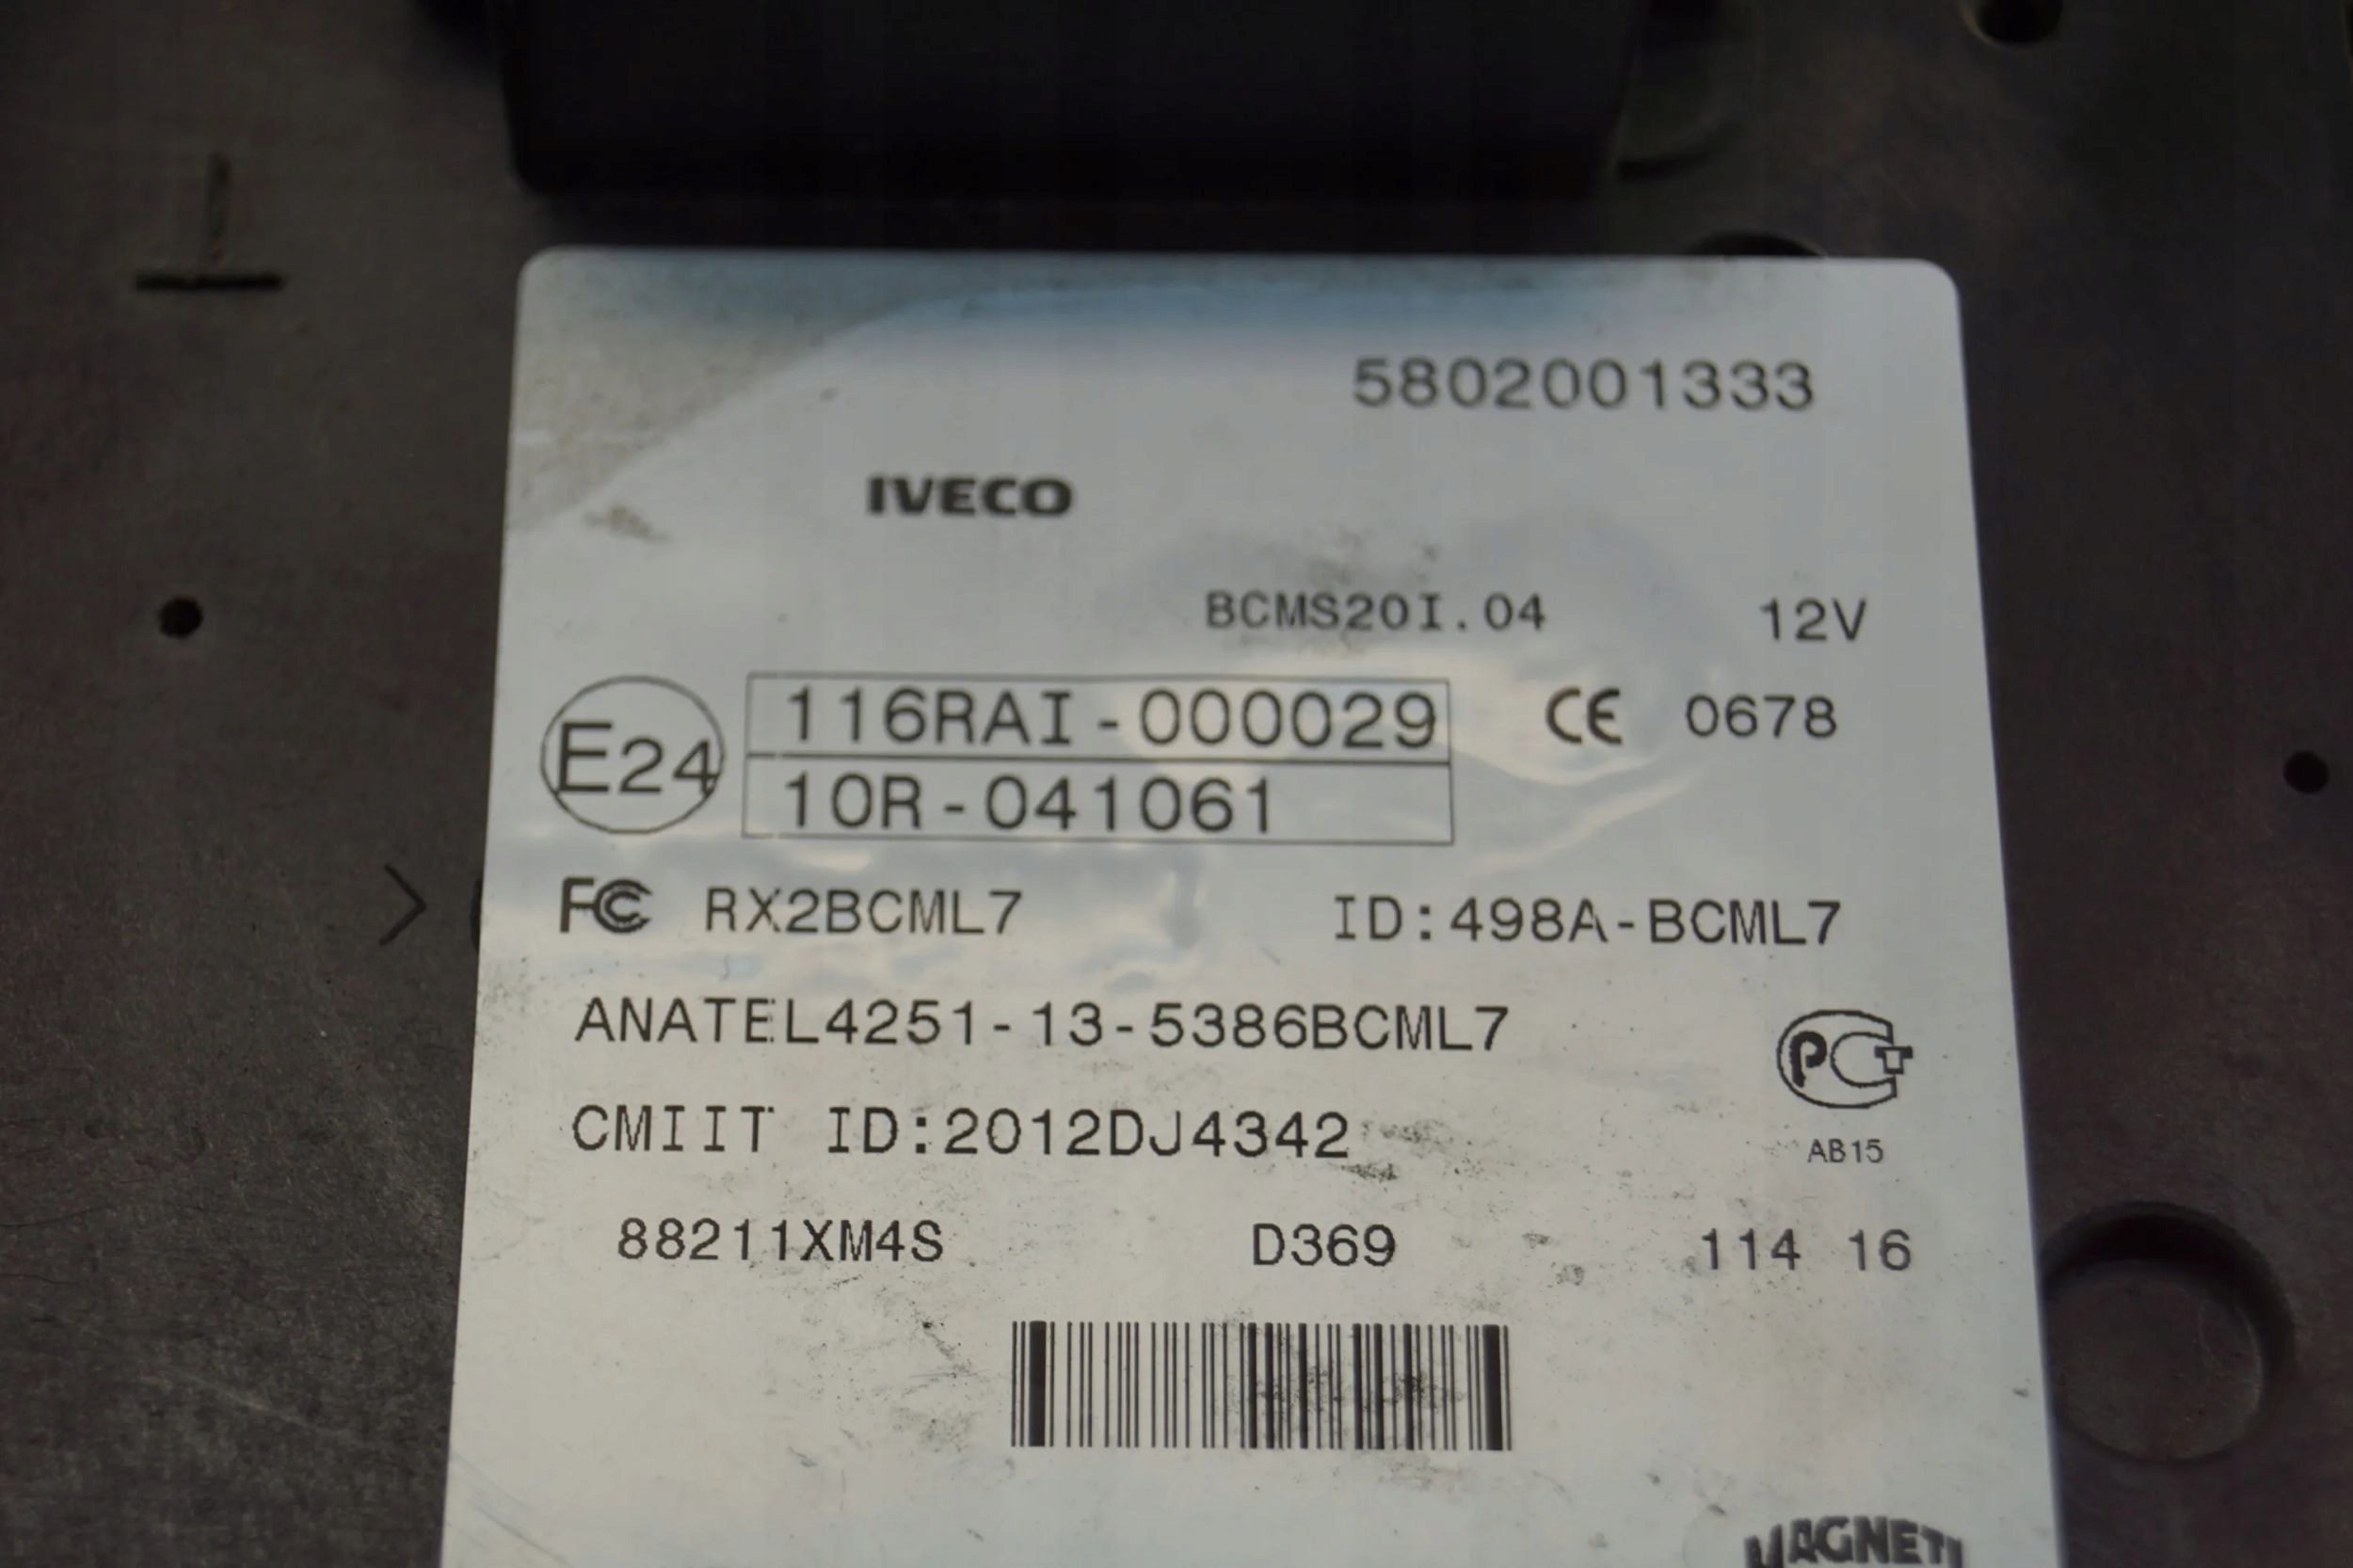 5802001333
IVECO
BCMS20I.04 12V
E24 116RAI-000029 CE 0678
10R-041061
FC RX2BCML7 ID:498A-BCML7
ANATEL4251-13-5386BCML7
PCT
CMIIT ID:2012DJ4342
AB15
88211XM4S D369 114 16
MAGNETI